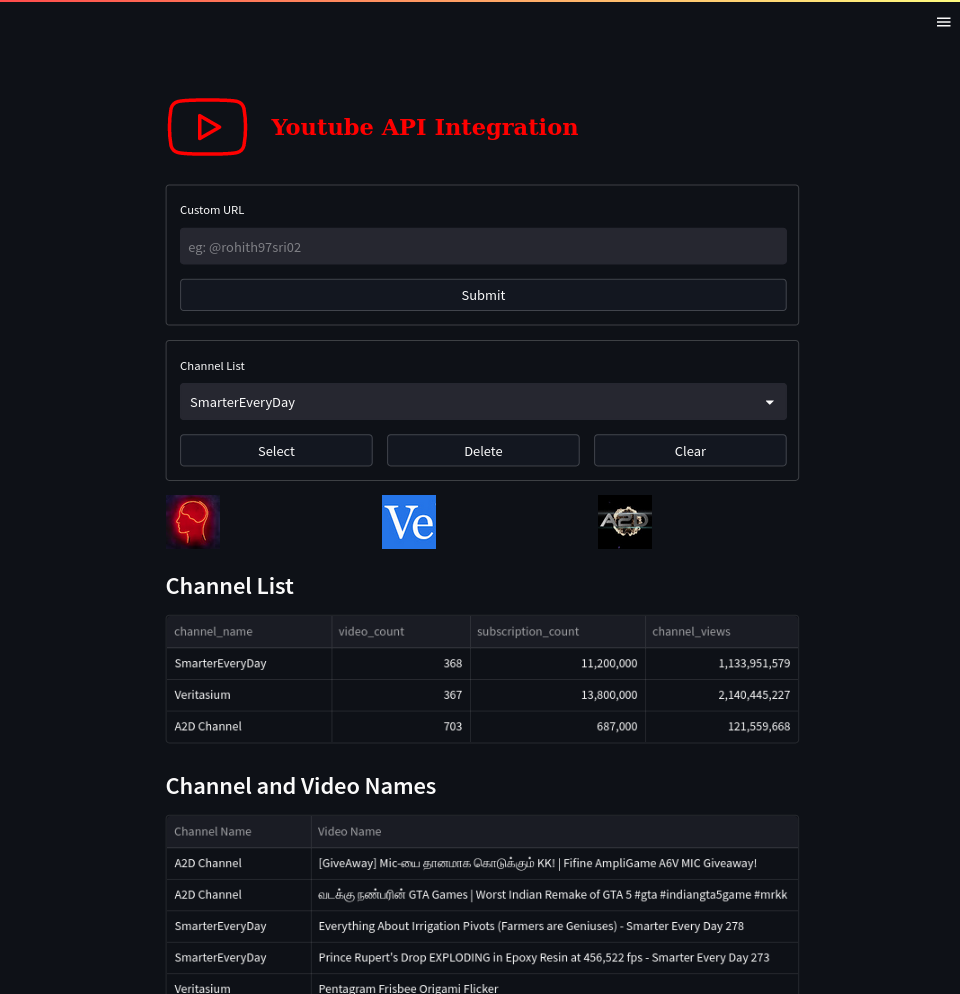 Youtube API Integration
Custom URL
eg: @rohith97sri02
Submit
Channel List
SmarterEveryDay
Select Delete Clear
Ve A2D
Channel List
channel_name video_count subscription_count channel_views
SmarterEveryDay 368 11,200,000 1,133,951,579
Veritasium 367 13,800,000 2,140,445,227
A2D Channel 703 687,000 121,559,668
Channel and Video Names
Channel Name Video Name
A2D Channel [GiveAway] Mic-யை தானமாக கொடுக்கும் KK! | Fifine AmpliGame A6V MIC Giveaway!
A2D Channel வடக்கு நண்பரின் GTA Games | Worst Indian Remake of GTA 5 #gta #indiangta5game #mrkk
SmarterEveryDay Everything About Irrigation Pivots (Farmers are Geniuses) - Smarter Every Day 278
SmarterEveryDay Prince Rupert's Drop EXPLODING in Epoxy Resin at 456,522 fps - Smarter Every Day 273
Veritasium Pentagram Frisbee Origami Flicker